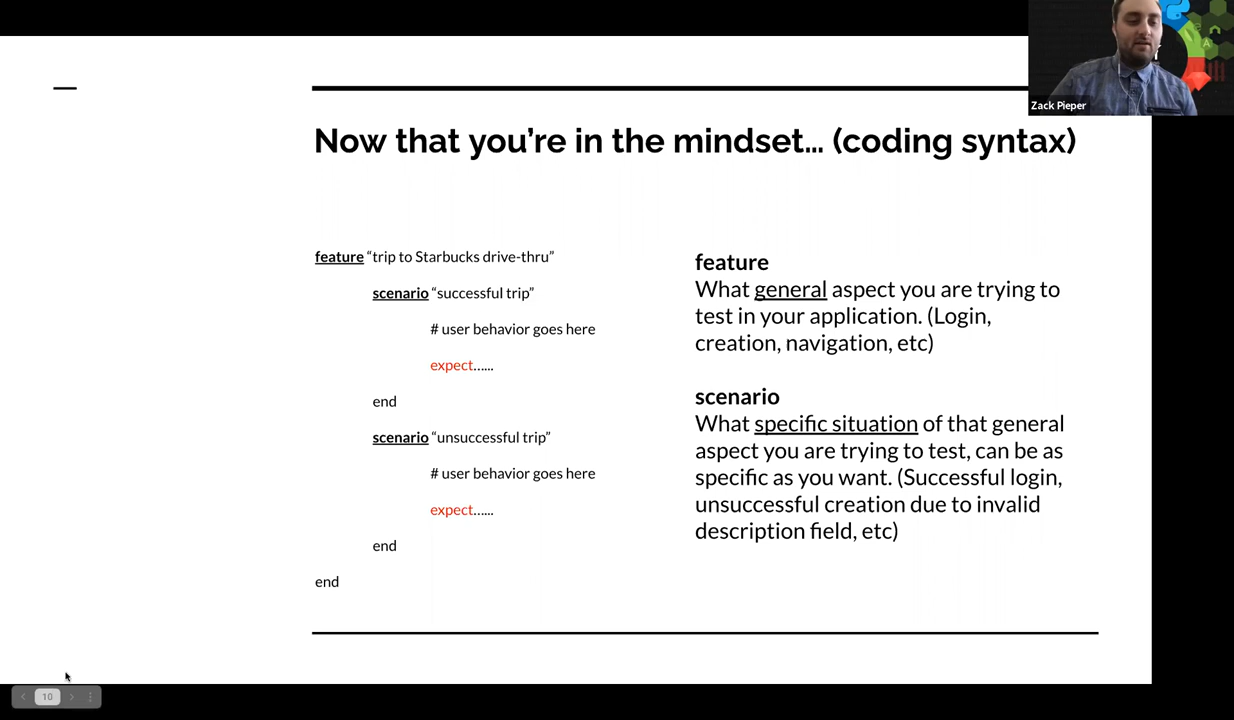 Zack Pieper
Now that you’re in the mindset... (coding syntax)
feature “trip to Starbucks drive-thru”
scenario “successful trip”
# user behavior goes here
expect......
end
scenario “unsuccessful trip”
# user behavior goes here
expect......
end
end
feature
What general aspect you are trying to
test in your application. (Login,
creation, navigation, etc)
scenario
What specific situation of that general
aspect you are trying to test, can be as
specific as you want. (Successful login,
unsuccessful creation due to invalid
description field, etc)
10